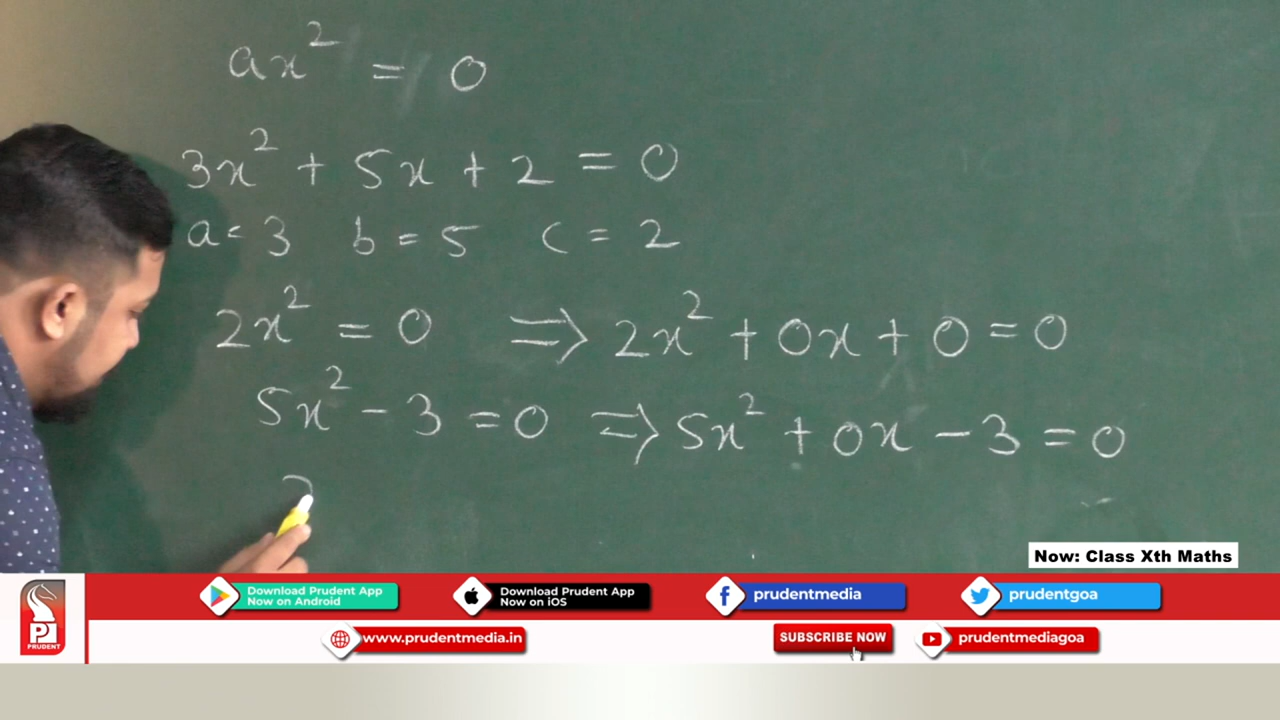 ax² = 0
3x² + 5x + 2 = 0
a = 3 b = 5 c = 2
2x² = 0 ⇒ 2x² + 0x + 0 = 0
5x² - 3 = 0 ⇒ 5x² + 0x - 3 = 0
Now: Class Xth Maths
Download Prudent App
Now on Android
Download Prudent App
Now on iOS
prudentmedia
prudentgoa
PRUDENT
www.prudentmedia.in
SUBSCRIBE NOW
prudentmediagoa